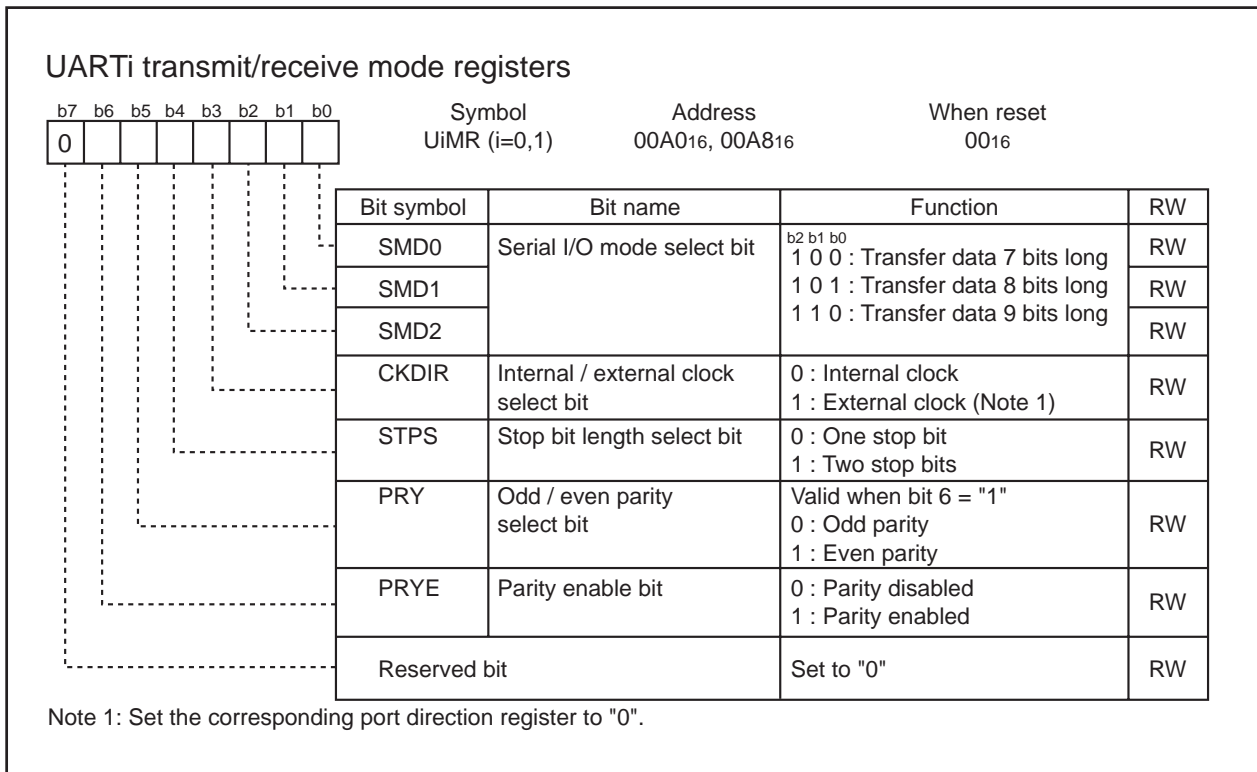 UARTi transmit/receive mode registers
b7 b6 b5 b4 b3 b2 b1 b0
0
Symbol Address When reset
UiMR (i=0,1) 00A016, 00A816 0016
Bit symbol Bit name Function RW
SMD0 Serial I/O mode select bit b2 b1 b0 RW
1 0 0 : Transfer data 7 bits long
SMD1 1 0 1 : Transfer data 8 bits long RW
1 1 0 : Transfer data 9 bits long
SMD2 RW
CKDIR Internal / external clock 0 : Internal clock RW
select bit 1 : External clock (Note 1)
STPS Stop bit length select bit 0 : One stop bit RW
1 : Two stop bits
PRY Odd / even parity Valid when bit 6 = "1"
select bit 0 : Odd parity RW
1 : Even parity
PRYE Parity enable bit 0 : Parity disabled RW
1 : Parity enabled
Reserved bit Set to "0" RW
Note 1: Set the corresponding port direction register to "0".